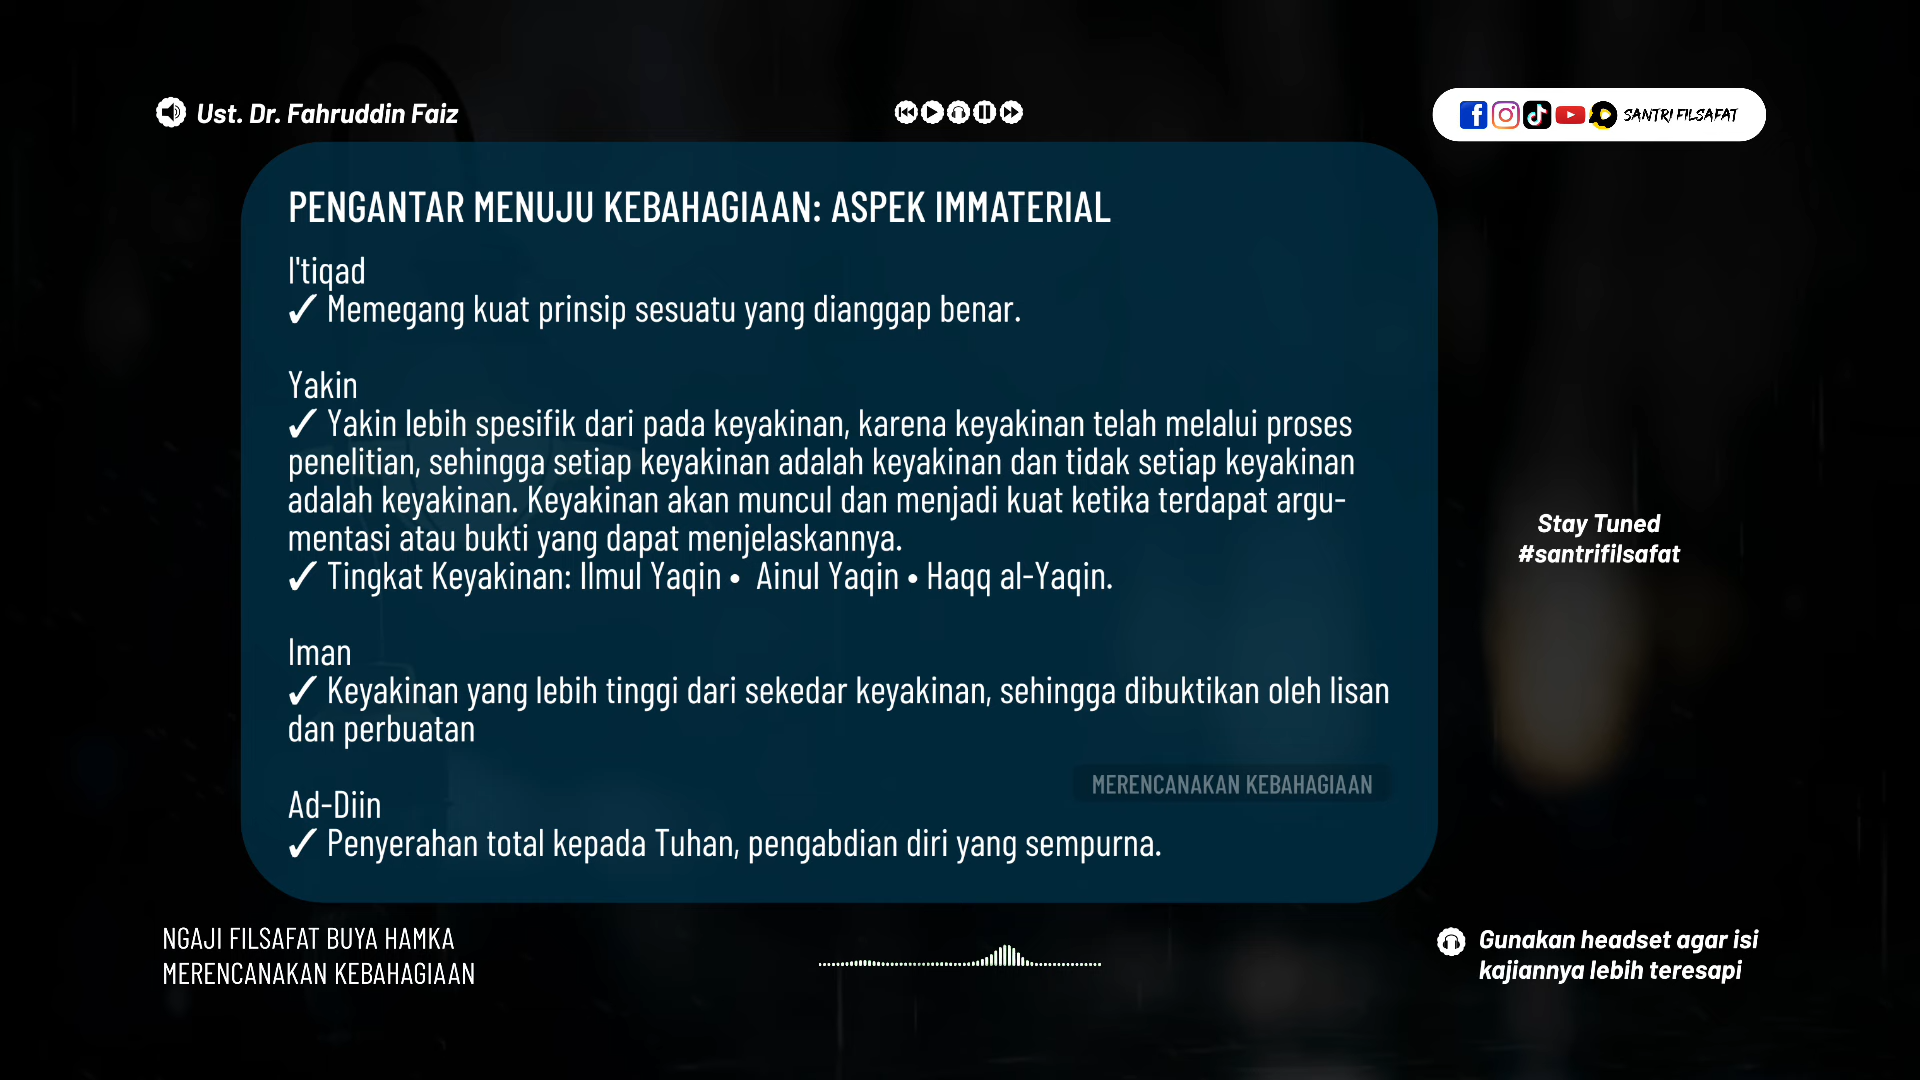 Ust. Dr. Fahruddin Faiz
SANTRI FILSAFAT
PENGANTAR MENUJU KEBAHAGIAAN: ASPEK IMMATERIAL
I'tiqad
✓ Memegang kuat prinsip sesuatu yang dianggap benar.
Yakin
✓ Yakin lebih spesifik dari pada keyakinan, karena keyakinan telah melalui proses
penelitian, sehingga setiap keyakinan adalah keyakinan dan tidak setiap keyakinan
adalah keyakinan. Keyakinan akan muncul dan menjadi kuat ketika terdapat argu-
mentasi atau bukti yang dapat menjelaskannya.
✓ Tingkat Keyakinan: Ilmul Yaqin • Ainul Yaqin • Haqq al-Yaqin.
Iman
✓ Keyakinan yang lebih tinggi dari sekedar keyakinan, sehingga dibuktikan oleh lisan
dan perbuatan
MERENCANAKAN KEBAHAGIAAN
Ad-Diin
✓ Penyerahan total kepada Tuhan, pengabdian diri yang sempurna.
Stay Tuned
#santrifilsafat
NGAJI FILSAFAT BUYA HAMKA
MERENCANAKAN KEBAHAGIAAN
Gunakan headset agar isi
kajiannya lebih teresapi